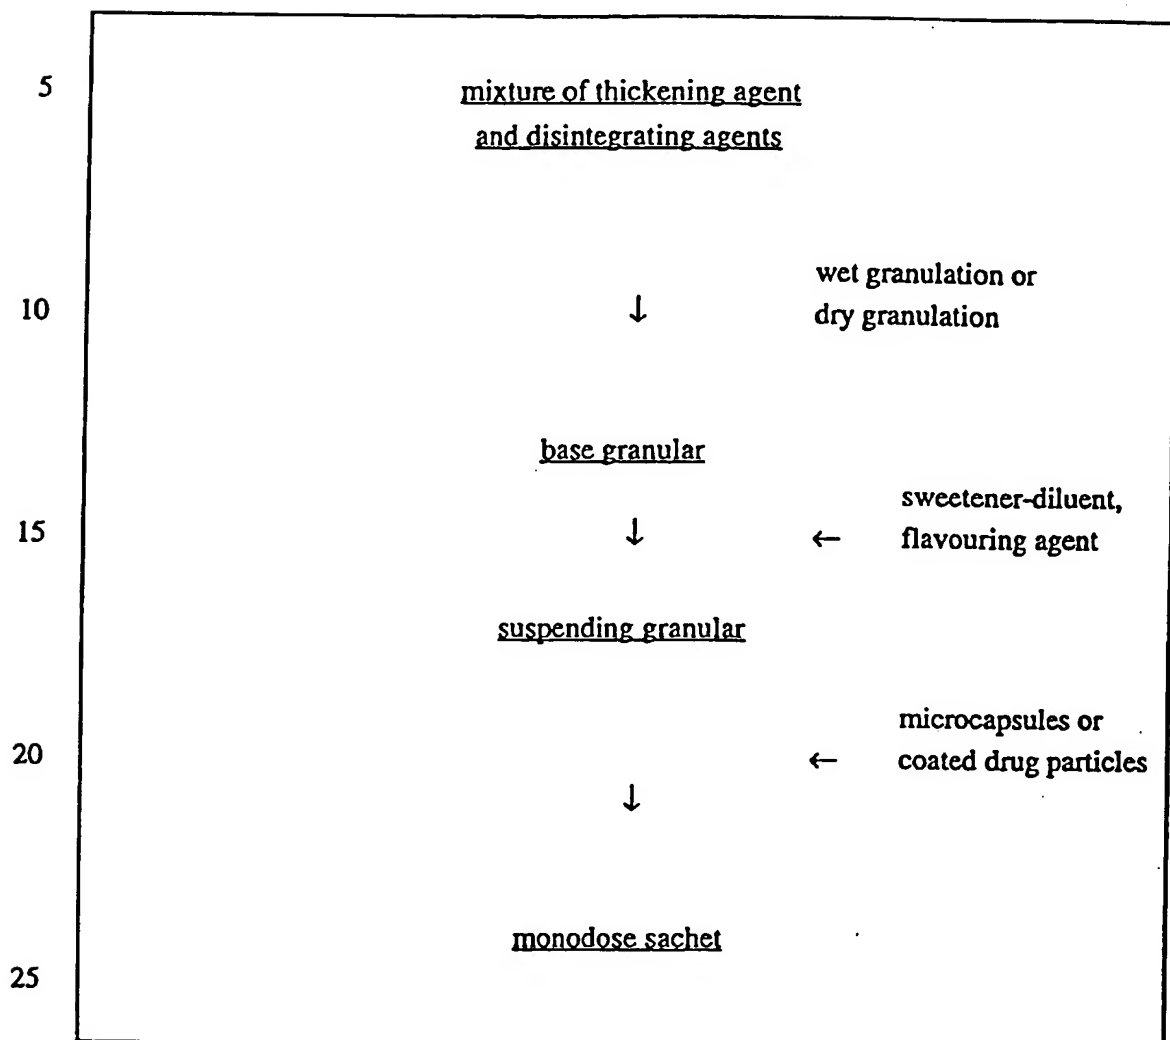 5
mixture of thickening agent
and disintegrating agents
wet granulation or
10
↓
dry granulation
base granular
sweetener-diluent,
15
↓
←
flavouring agent
suspending granular
microcapsules or
20
←
coated drug particles
↓
monodose sachet
25